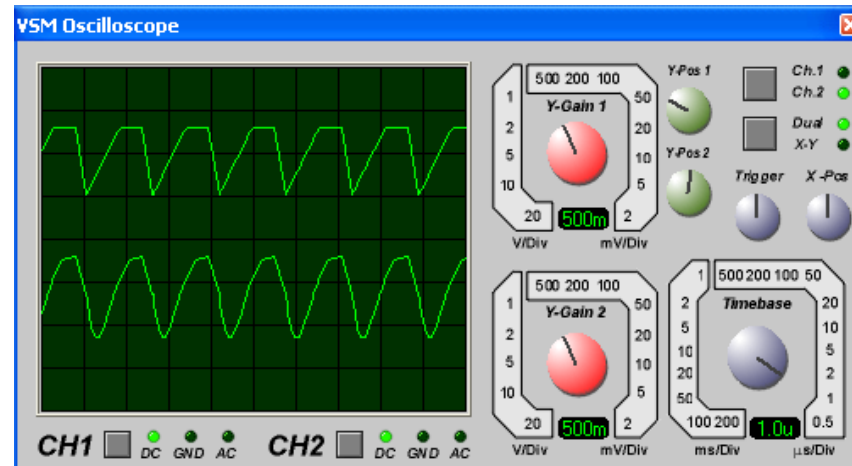 VSM Oscilloscope
500 200 100
1
2
5
10
20
50
20
10
5
2
Y-Gain 1
500m
V/Div
mV/Div
Y-Pos 1
Y-Pos 2
Ch.1
Ch.2
Dual
X-Y
Trigger
X -Pos
500 200 100
1
2
5
10
20
50
20
10
5
2
Y-Gain 2
500m
V/Div
mV/Div
1
500 200 100 50
2
5
10
20
50
100 200
20
10
5
2
1
0.5
Timebase
1.0u
ms/Div
µs/Div
CH1
DC GND AC
CH2
DC GND AC